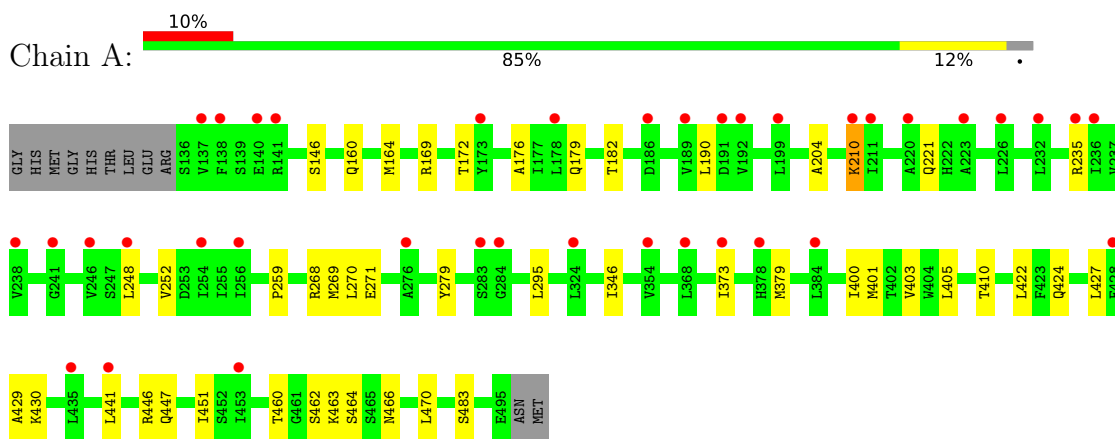 10%
Chain A:
85% 12% •
GLY HIS MET GLY HIS THR LEU GLU ARG S136 V137 F138 S139 E140 R141 S146 Q160 M164 R169 T172 Y173 A176 I177 L178 Q179 T182 D186 V189 L190 D191 V192 L199 A204 K210 I211 A220 Q221 H222 A223 L226 L232 R235 I236 V237
V238 G241 V246 S247 L248 V252 D253 I254 I255 I256 P259 R268 M269 L270 E271 A276 Y279 S283 G284 L295 L324 I346 V354 L368 I373 H378 M379 L384 I400 M401 T402 V403 W404 L405 T410 L422 F423 Q424 L427 E428
A429 K430 L435 L441 R446 Q447 I451 S452 I453 T460 G461 S462 K463 S464 S465 N466 L470 S483 E495 ASN MET